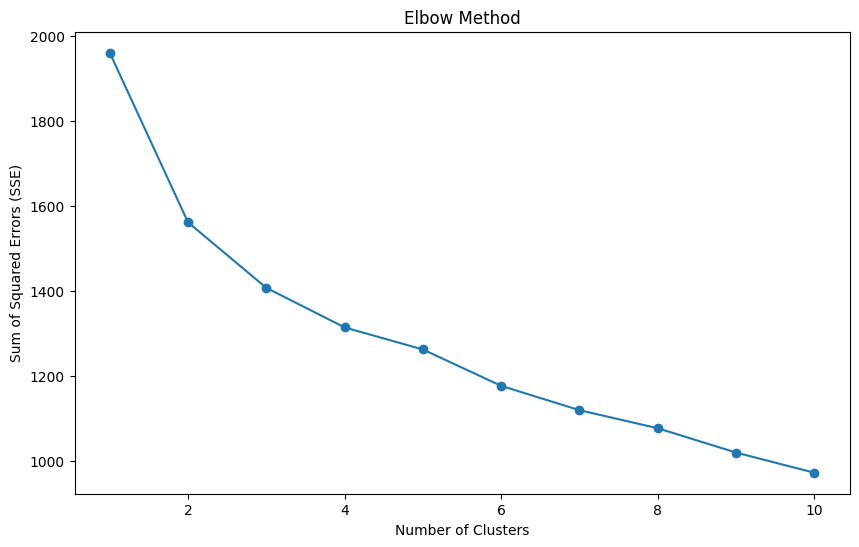 Elbow Method
Sum of Squared Errors (SSE)
2000
1800
1600
1400
1200
1000
2 4 6 8 10
Number of Clusters